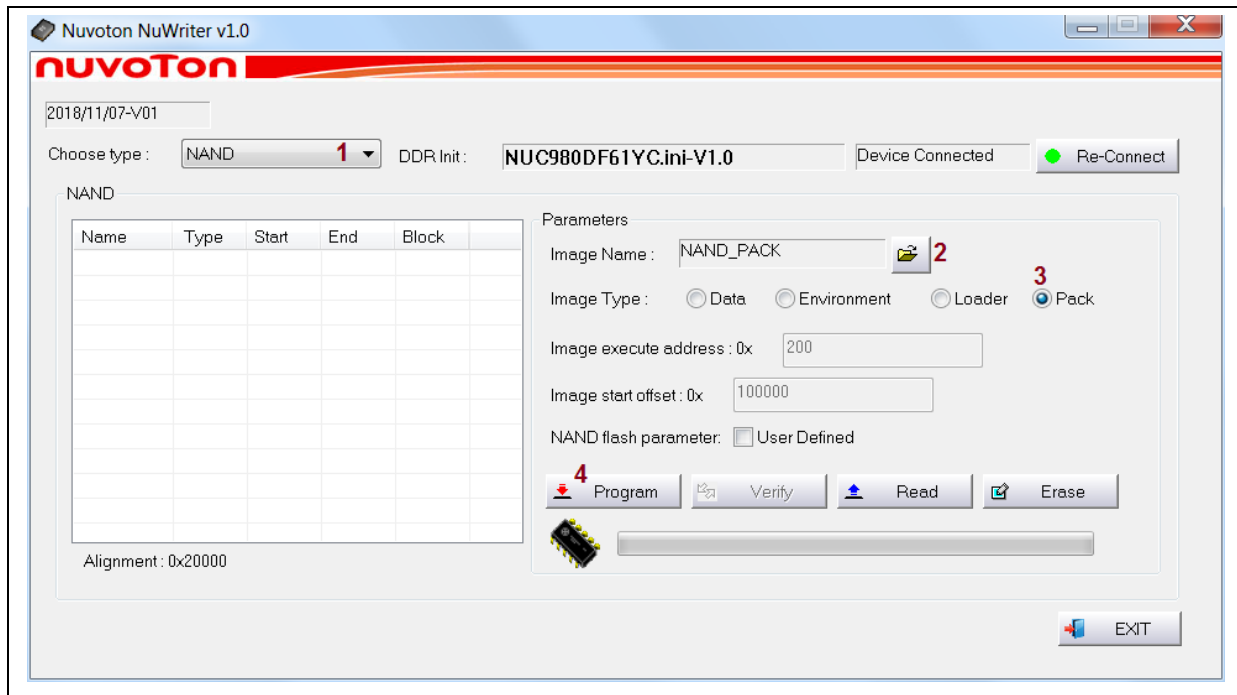 Nuvoton NuWriter v1.0
nuvoTon
2018/11/07-V01
Choose type : NAND 1 DDR Init : NUC980DF61YC.ini-V1.0 Device Connected Re-Connect
NAND
Name Type Start End Block
Alignment : 0x20000
Parameters
Image Name : NAND_PACK 2
3
Image Type : Data Environment Loader Pack
Image execute address : 0x 200
Image start offset : 0x 100000
NAND flash parameter: User Defined
4
Program Verify Read Erase
EXIT